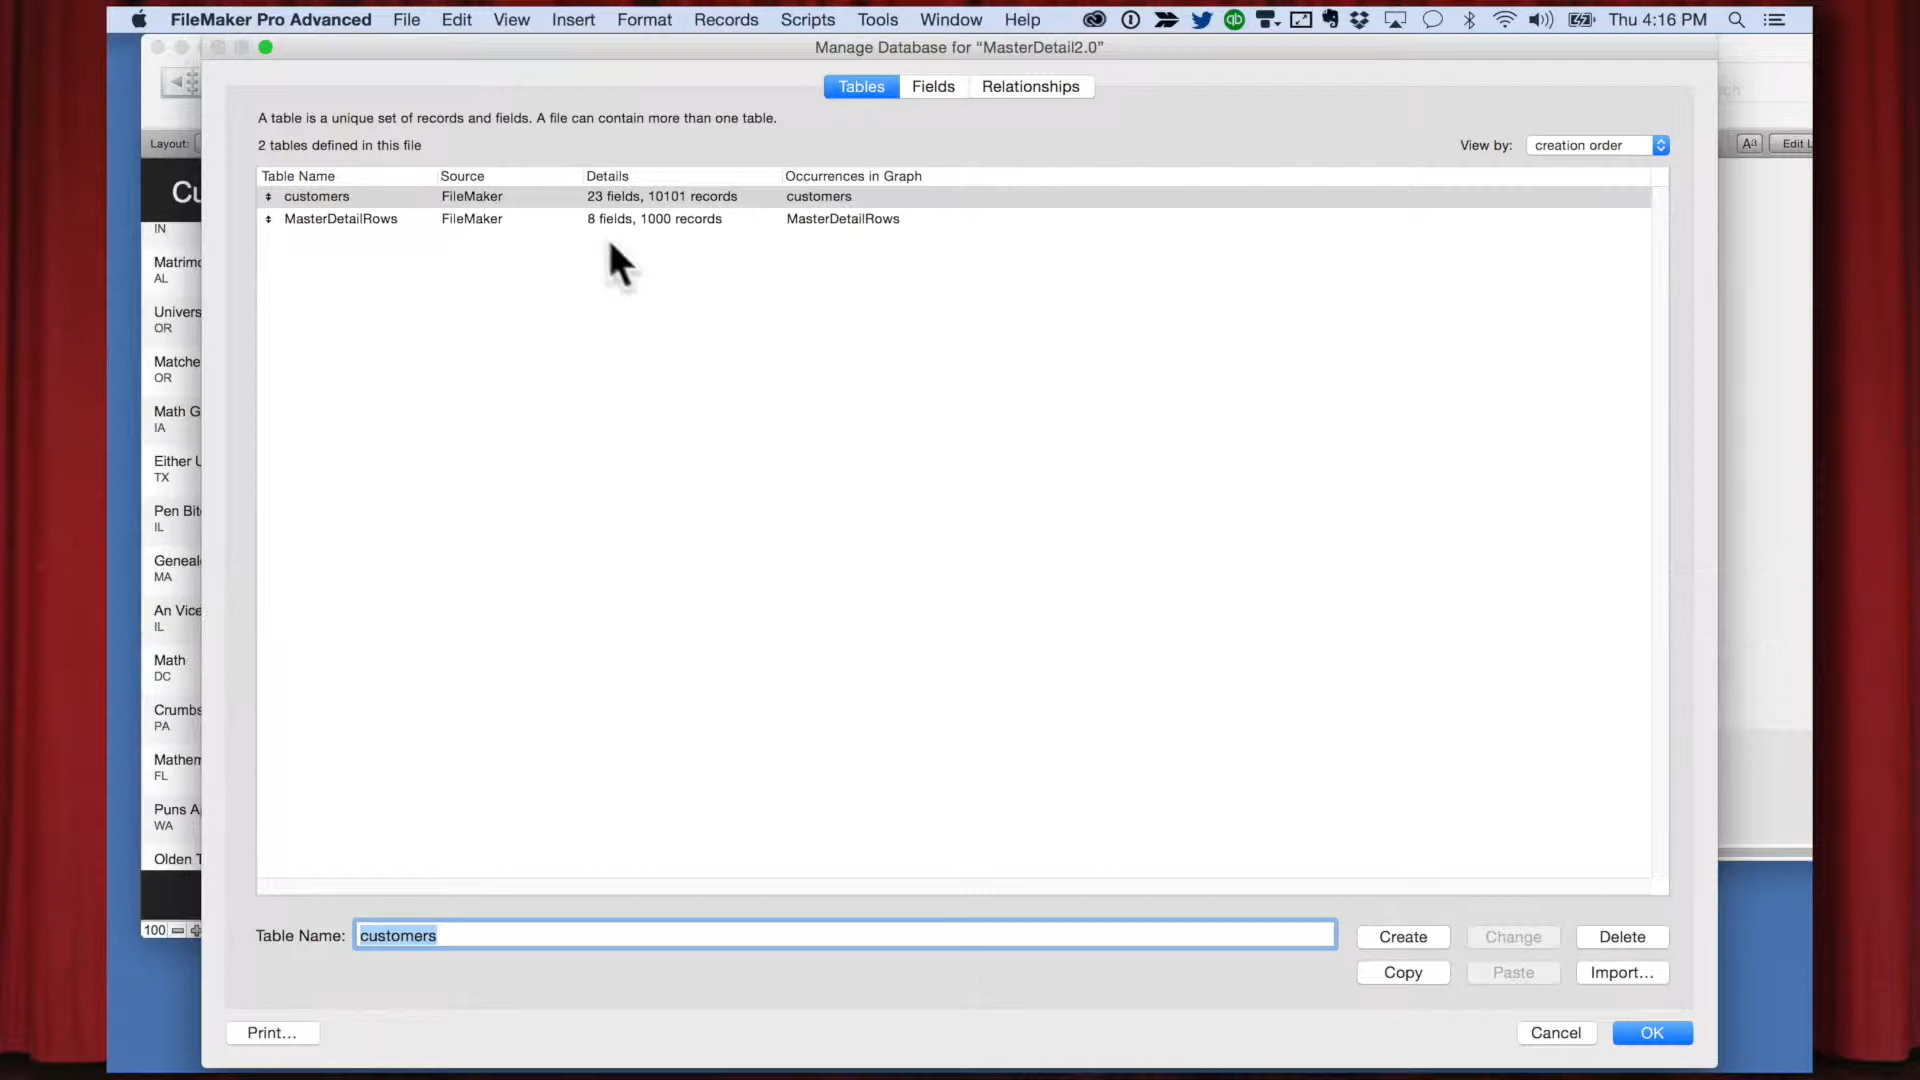 FileMaker Pro Advanced File Edit View Insert Format Records Scripts Tools Window Help Thu 4:16 PM
Manage Database for “MasterDetail2.0”
Tables Fields Relationships
A table is a unique set of records and fields. A file can contain more than one table.
2 tables defined in this file
View by: creation order
Layout:
Aa Edit L
Table Name Source Details Occurrences in Graph
customers FileMaker 23 fields, 10101 records customers
MasterDetailRows FileMaker 8 fields, 1000 records MasterDetailRows
Cu
IN
Matrimo
AL
Univers
OR
Matche
OR
Math G
IA
Either U
TX
Pen Bit
IL
Geneal
MA
An Vice
IL
Math
DC
Crumbs
PA
Mather
FL
Puns A
WA
Olden T
100
Table Name: customers
Create Change Delete
Copy Paste Import...
Print... Cancel OK